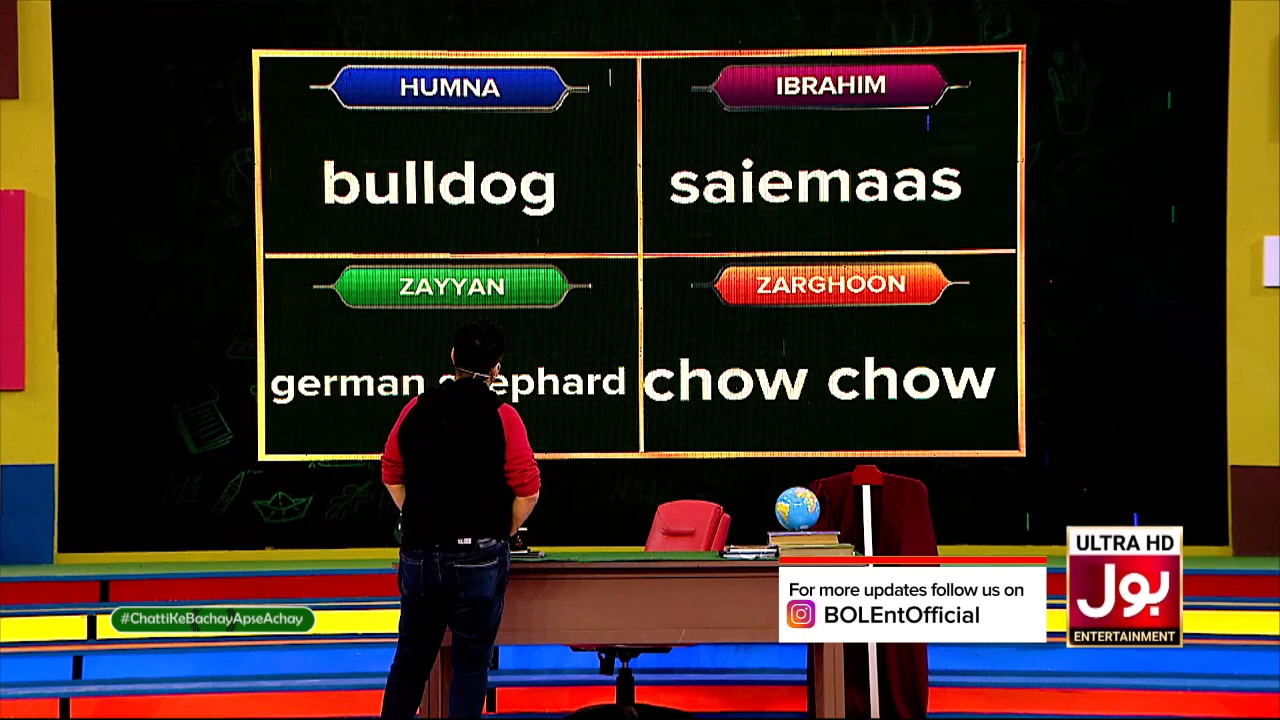 HUMNA
IBRAHIM
bulldog
saiemaas
ZAYYAN
ZARGHOON
german
chow chow
#ChattiKeBachayApseAchay
For more updates follow us on
BOLEntOfficial
ULTRA HD
بول
ENTERTAINMENT